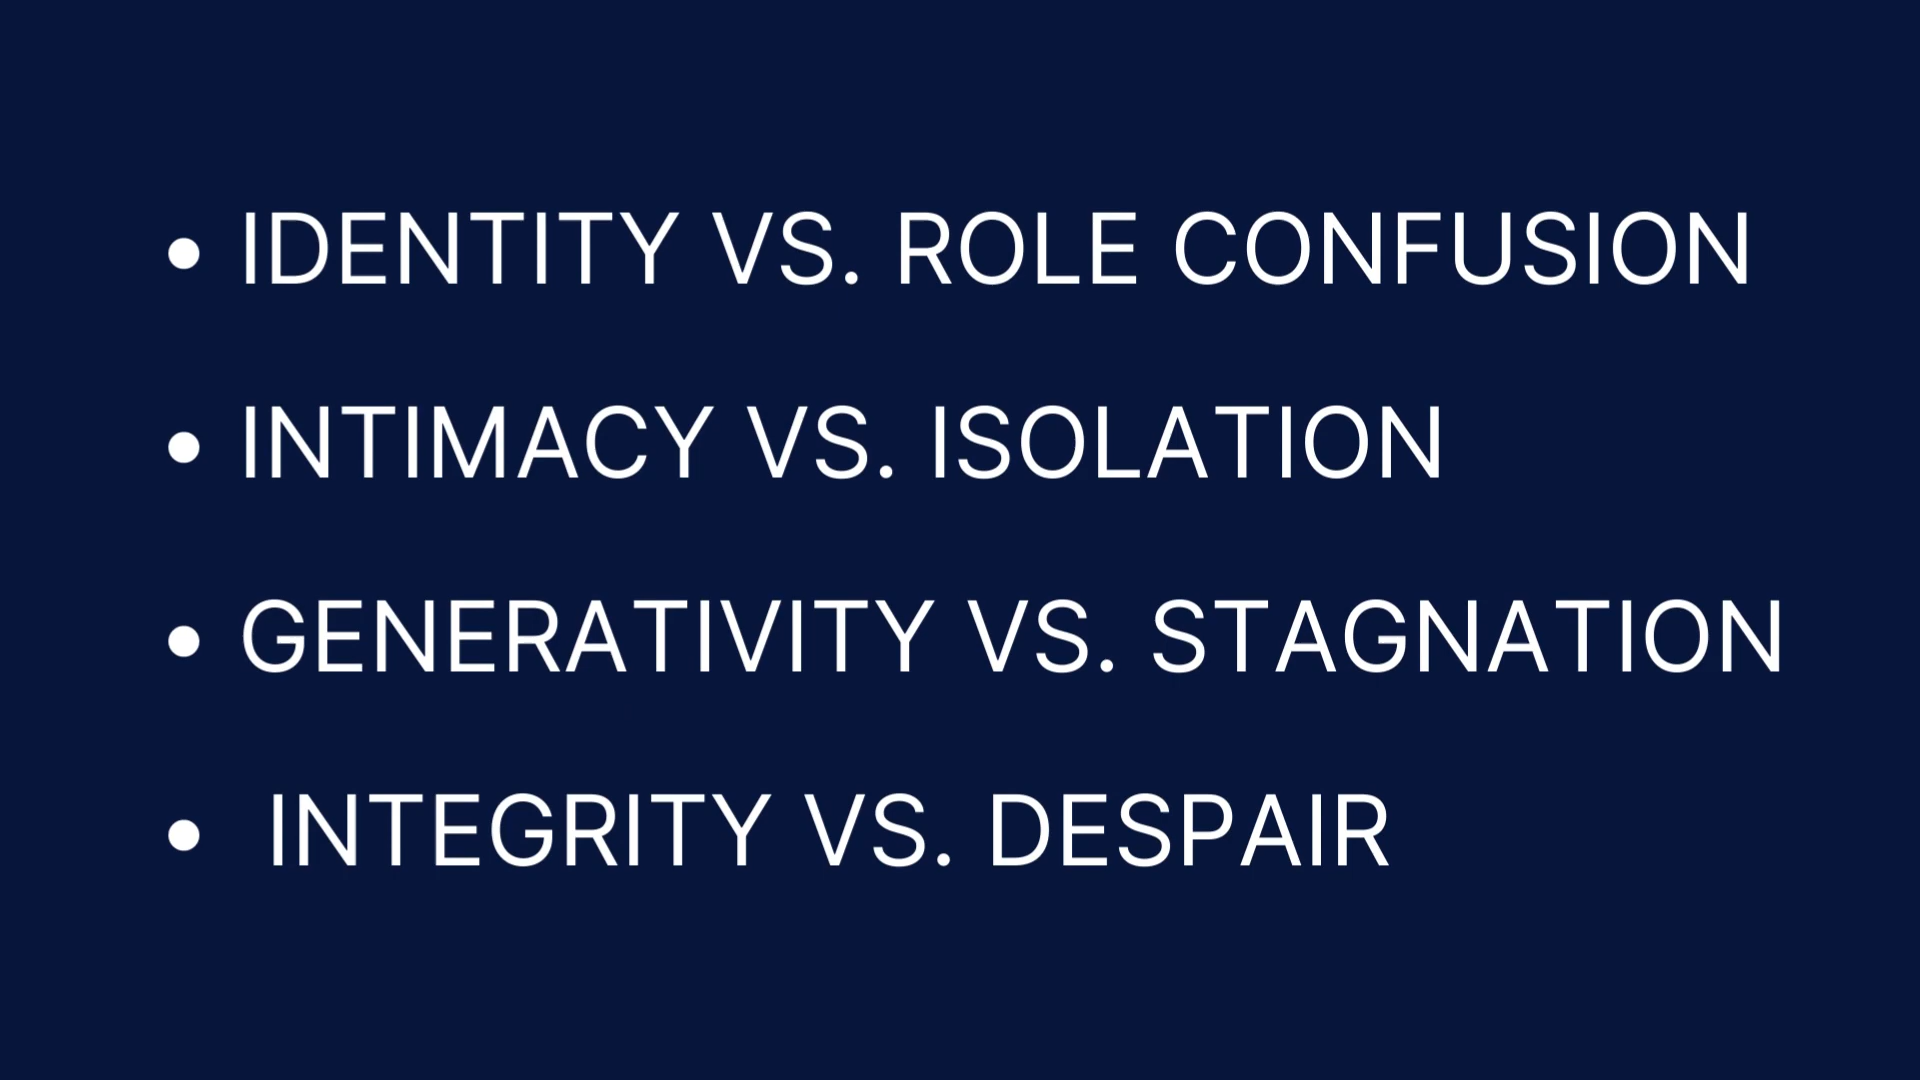 • IDENTITY VS. ROLE CONFUSION
• INTIMACY VS. ISOLATION
• GENERATIVITY VS. STAGNATION
• INTEGRITY VS. DESPAIR